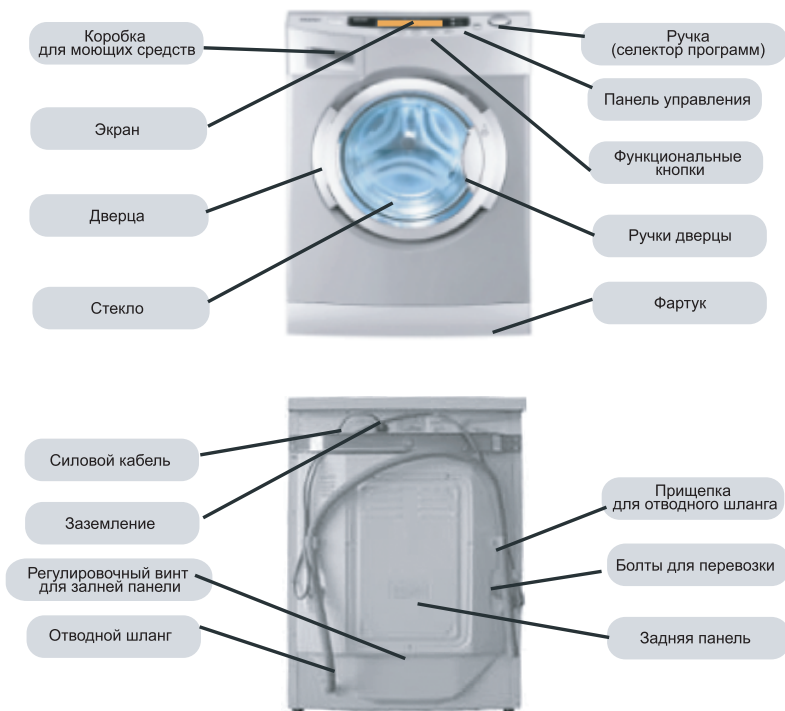 Коробка
для моющих средств
Экран
Дверца
Стекло
Ручка
(селектор программ)
Панель управления
Функциональные
кнопки
Ручки дверцы
Фартук
Силовой кабель
Заземление
Регулировочный винт
для залней панели
Отводной шланг
Прищепка
для отводного шланга
Болты для перевозки
Задняя панель